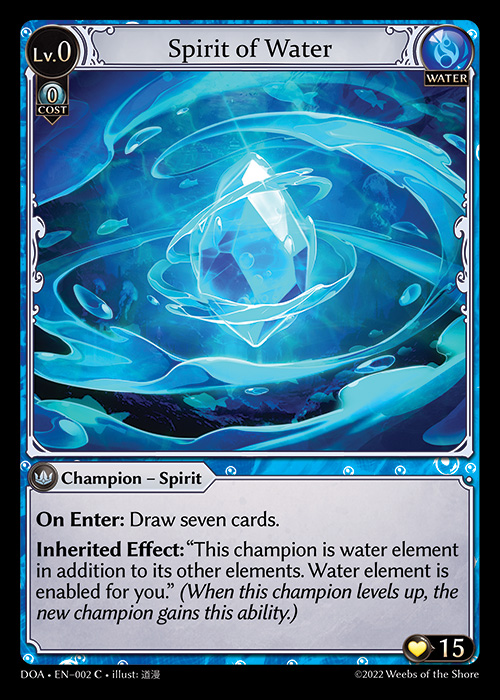 Lv.0
Spirit of Water
WATER
0
COST
Champion – Spirit
On Enter: Draw seven cards.
Inherited Effect: “This champion is water element
in addition to its other elements. Water element is
enabled for you.” (When this champion levels up, the
new champion gains this ability.)
15
DOA • EN-002 C • illust: 道漫
©2022 Weebs of the Shore